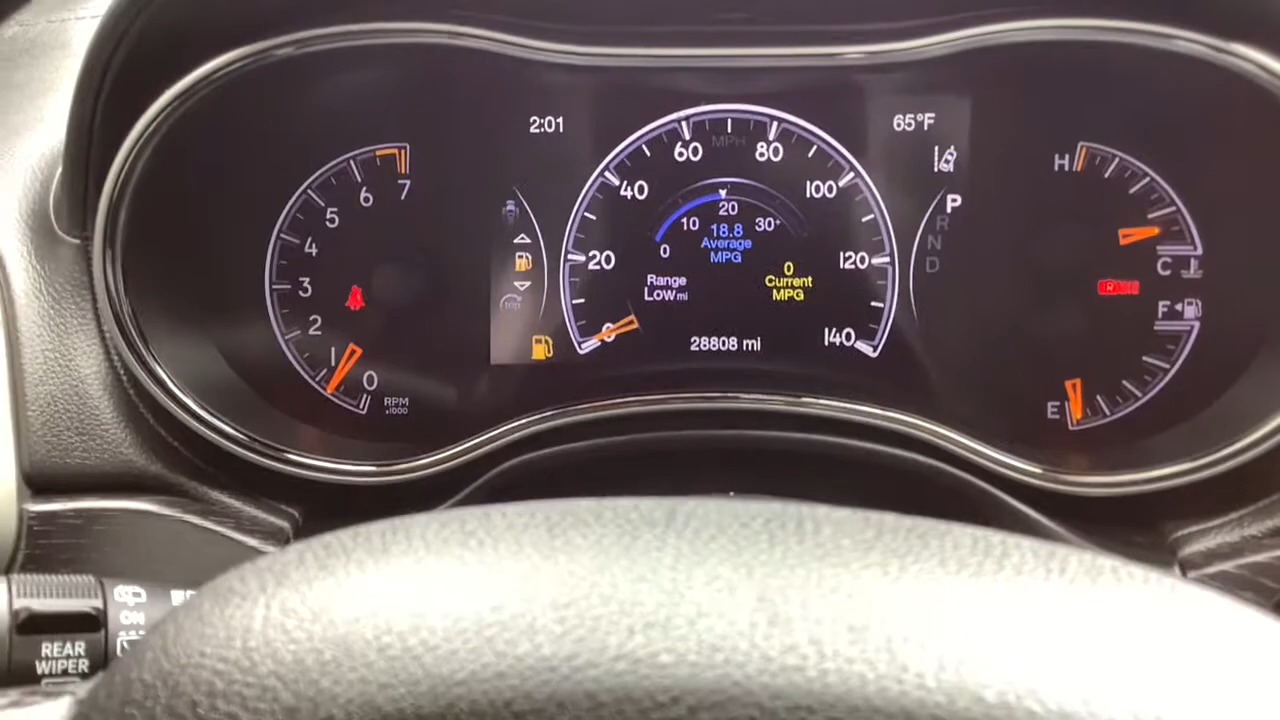 2:01
65°F
7
6
5
4
3
2
1
0
RPM
x1000
trip
0
20
40
60
MPH
80
100
120
140
0
10
20
30+
18.8
Average
MPG
Range
LOW mi
0
Current
MPG
28808 mi
P
R
N
D
H
C
F
E
REAR
WIPER
ON